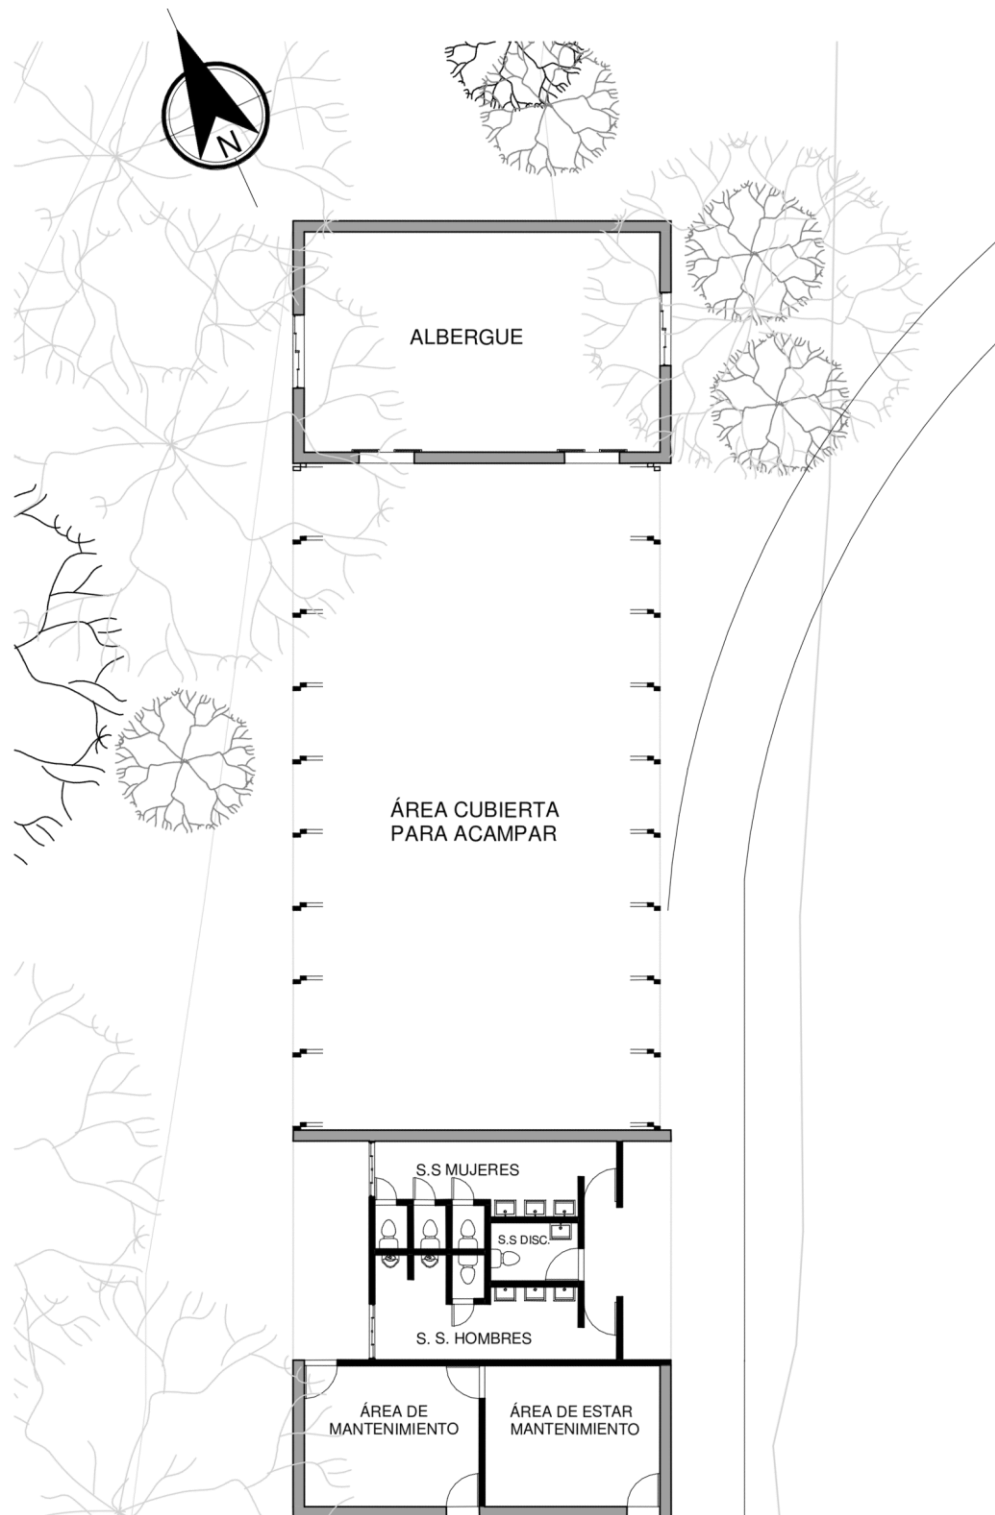 N
ALBERGUE
ÁREA CUBIERTA
PARA ACAMPAR
S.S MUJERES
S.S DISC.
S. S. HOMBRES
ÁREA DE
MANTENIMIENTO
ÁREA DE ESTAR
MANTENIMIENTO